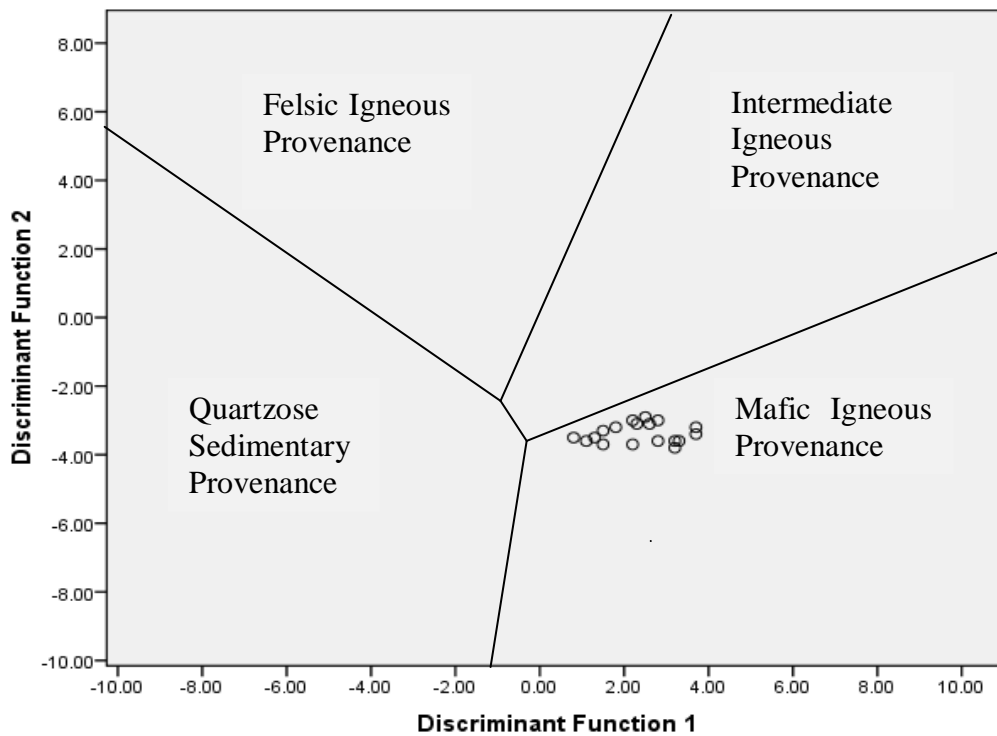 8.00
6.00
4.00
2.00
0.00
-2.00
-4.00
-6.00
-8.00
-10.00
Discriminant Function 2
Felsic Igneous
Provenance
Intermediate
Igneous
Provenance
Quartzose
Sedimentary
Provenance
Mafic Igneous
Provenance
-10.00 -8.00 -6.00 -4.00 -2.00 0.00 2.00 4.00 6.00 8.00 10.00
Discriminant Function 1